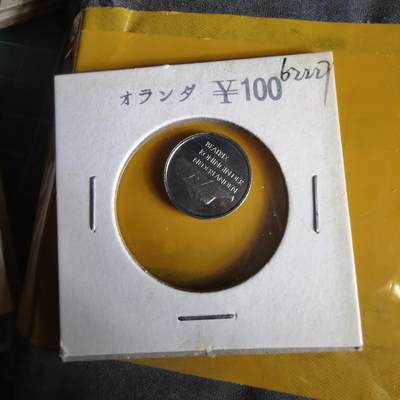 オランダ ¥100
BEATRIX
KONINGIN DER
NEDERLANDEN